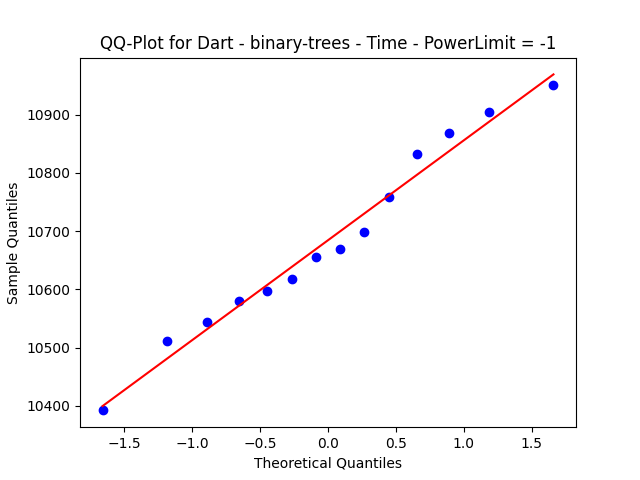 QQ-Plot for Dart - binary-trees - Time - PowerLimit = -1
10900
10800
10700
10600
10500
10400
Sample Quantiles
−1.5 −1.0 −0.5 0.0 0.5 1.0 1.5
Theoretical Quantiles